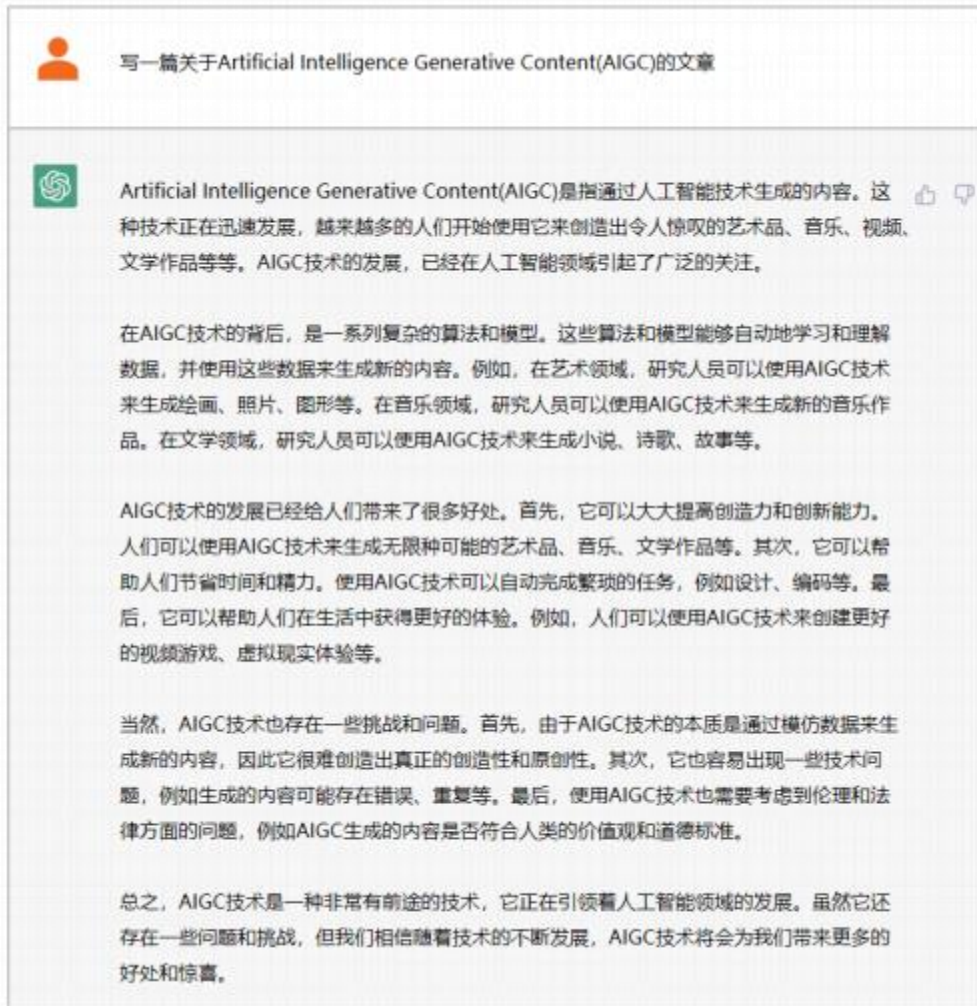 写一篇关于Artificial Intelligence Generative Content(AIGC)的文章
Artificial Intelligence Generative Content(AIGC)是指通过人工智能技术生成的内容。这
种技术正在迅速发展，越来越多的人们开始使用它来创造出令人惊叹的艺术品、音乐、视频、
文学作品等等。AIGC技术的发展，已经在人工智能领域引起了广泛的关注。
在AIGC技术的背后，是一系列复杂的算法和模型。这些算法和模型能够自动地学习和理解
数据，并使用这些数据来生成新的内容。例如，在艺术领域，研究人员可以使用AIGC技术
来生成绘画、照片、图形等。在音乐领域，研究人员可以使用AIGC技术来生成新的音乐作
品。在文学领域，研究人员可以使用AIGC技术来生成小说、诗歌、故事等。
AIGC技术的发展已经给人们带来了很多好处。首先，它可以大大提高创造力和创新能力。
人们可以使用AIGC技术来生成无限种可能的艺术品、音乐、文学作品等。其次，它可以帮
助人们节省时间和精力。使用AIGC技术可以自动完成繁琐的任务，例如设计、编码等。最
后，它可以帮助人们在生活中获得更好的体验。例如，人们可以使用AIGC技术来创建更好
的视频游戏、虚拟现实体验等。
当然，AIGC技术也存在一些挑战和问题。首先，由于AIGC技术的本质是通过模仿数据来生
成新的内容，因此它很难创造出真正的创造性和原创性。其次，它也容易出现一些技术问
题，例如生成的内容可能存在错误、重复等。最后，使用AIGC技术也需要考虑到伦理和法
律方面的问题，例如AIGC生成的内容是否符合人类的价值观和道德标准。
总之，AIGC技术是一种非常有前途的技术，它正在引领着人工智能领域的发展。虽然它还
存在一些问题和挑战，但我们相信随着技术的不断发展，AIGC技术将会为我们带来更多的
好处和惊喜。